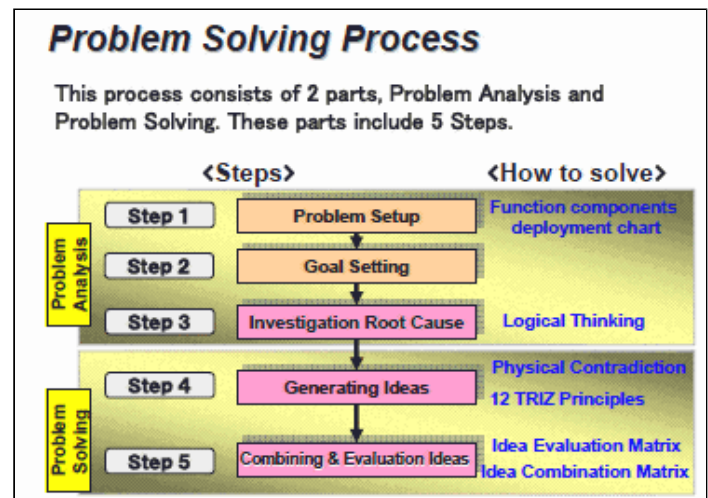 Problem Solving Process
This process consists of 2 parts, Problem Analysis and
Problem Solving. These parts include 5 Steps.
<Steps>
<How to solve>
Problem
Analysis
Step 1
Problem Setup
Function components
deployment chart
Step 2
Goal Setting
Step 3
Investigation Root Cause
Logical Thinking
Problem
Solving
Step 4
Generating Ideas
Physical Contradiction
12 TRIZ Principles
Step 5
Combining & Evaluation Ideas
Idea Evaluation Matrix
Idea Combination Matrix